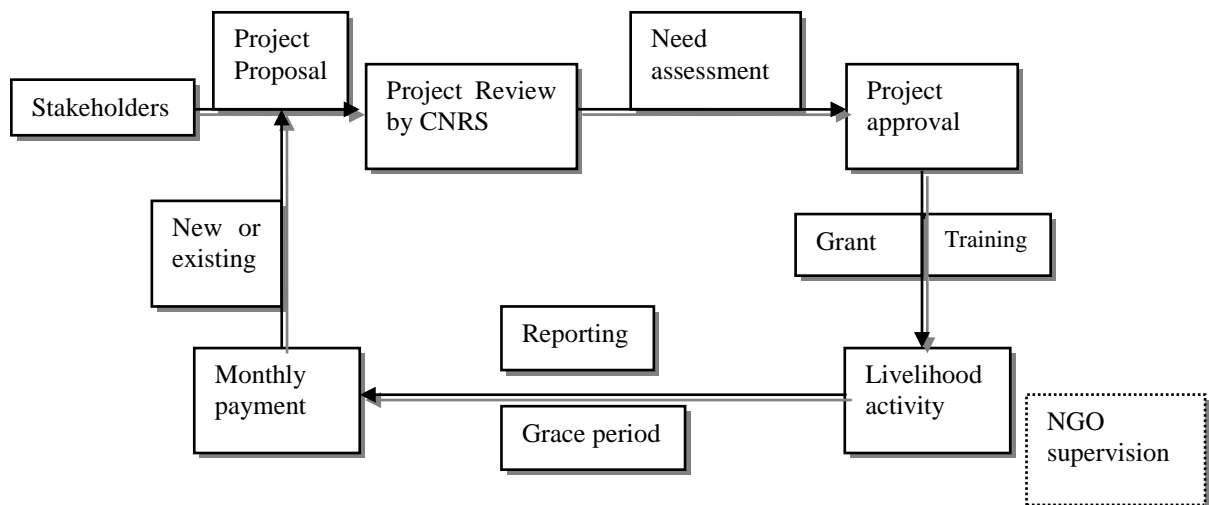 Project
Proposal
Need
assessment
Stakeholders
Project Review
by CNRS
Project
approval
New or
existing
Grant
Training
Reporting
Monthly
payment
Livelihood
activity
Grace period
NGO
supervision